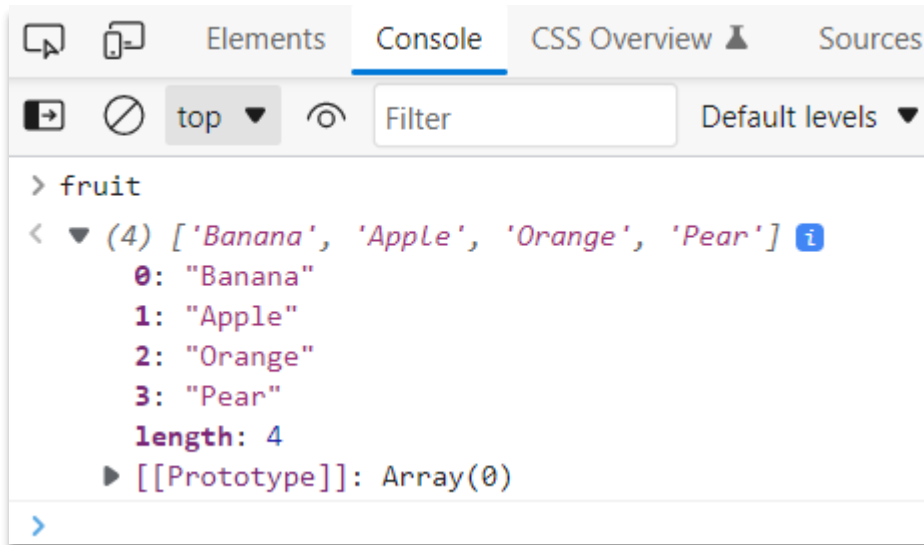 Elements Console CSS Overview Sources
top Filter Default levels
> fruit
< ▼ (4) ['Banana', 'Apple', 'Orange', 'Pear'] i
0: "Banana"
1: "Apple"
2: "Orange"
3: "Pear"
length: 4
▶ [[Prototype]]: Array(0)
>